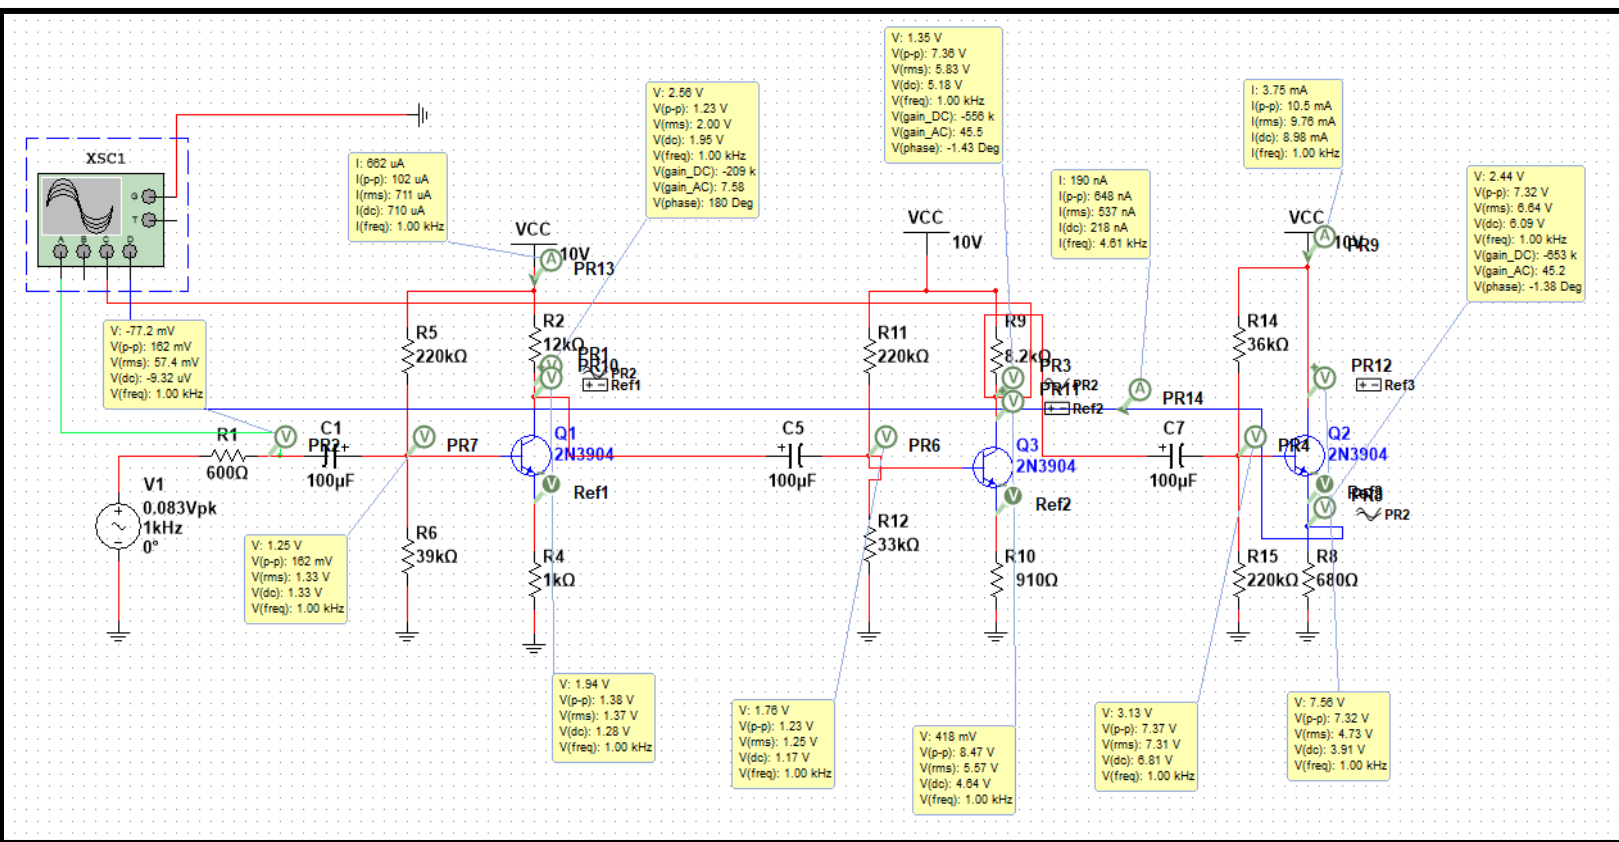 V: 1.35 V
V(p-p): 7.36 V
V(rms): 5.83 V
V(dc): 5.18 V
V(freq): 1.00 kHz
V(gain_DC): -556 k
V(gain_AC): 45.5
V(phase): -1.43 Deg
V: 2.56 V
V(p-p): 1.23 V
V(rms): 2.00 V
V(dc): 1.95 V
V(freq): 1.00 kHz
V(gain_DC): -209 k
V(gain_AC): 7.58
V(phase): 180 Deg
I: 3.75 mA
I(p-p): 10.5 mA
I(rms): 9.76 mA
I(dc): 8.98 mA
I(freq): 1.00 kHz
XSC1
G
T
A
B
C
D
I: 662 uA
I(p-p): 102 uA
I(rms): 711 uA
I(dc): 710 uA
I(freq): 1.00 kHz
I: 190 nA
I(p-p): 648 nA
I(rms): 537 nA
I(dc): 218 nA
I(freq): 4.61 kHz
V: 2.44 V
V(p-p): 7.32 V
V(rms): 6.64 V
V(dc): 6.09 V
V(freq): 1.00 kHz
V(gain_DC): -653 k
V(gain_AC): 45.2
V(phase): -1.38 Deg
VCC
10V
A
PR13
VCC
10V
VCC
10V
A
PR9
V: -77.2 mV
V(p-p): 162 mV
V(rms): 57.4 mV
V(dc): -9.32 uV
V(freq): 1.00 kHz
R5
220kΩ
R2
12kΩ
PR1
PR10
PR2
V
V
Ref1
R11
220kΩ
R9
8.2kΩ
V
PR3
PR2
V
PR11
Ref2
A
PR14
R14
36kΩ
V
PR12
Ref3
R1
600Ω
V
PR2
C1
+
100µF
V
PR7
Q1
2N3904
C5
+
100µF
V
PR6
Q3
2N3904
C7
+
100µF
V
PR4
Q2
2N3904
V1
0.083Vpk
1kHz
0°
V
Ref1
V
Ref2
V
Ref3
V
PR2
V: 1.25 V
V(p-p): 162 mV
V(rms): 1.33 V
V(dc): 1.33 V
V(freq): 1.00 kHz
R6
39kΩ
R4
1kΩ
R12
33kΩ
R10
910Ω
R15
220kΩ
R8
680Ω
V: 1.94 V
V(p-p): 1.38 V
V(rms): 1.37 V
V(dc): 1.28 V
V(freq): 1.00 kHz
V: 1.76 V
V(p-p): 1.23 V
V(rms): 1.25 V
V(dc): 1.17 V
V(freq): 1.00 kHz
V: 418 mV
V(p-p): 8.47 V
V(rms): 5.57 V
V(dc): 4.64 V
V(freq): 1.00 kHz
V: 3.13 V
V(p-p): 7.37 V
V(rms): 7.31 V
V(dc): 6.81 V
V(freq): 1.00 kHz
V: 7.56 V
V(p-p): 7.32 V
V(rms): 4.73 V
V(dc): 3.91 V
V(freq): 1.00 kHz